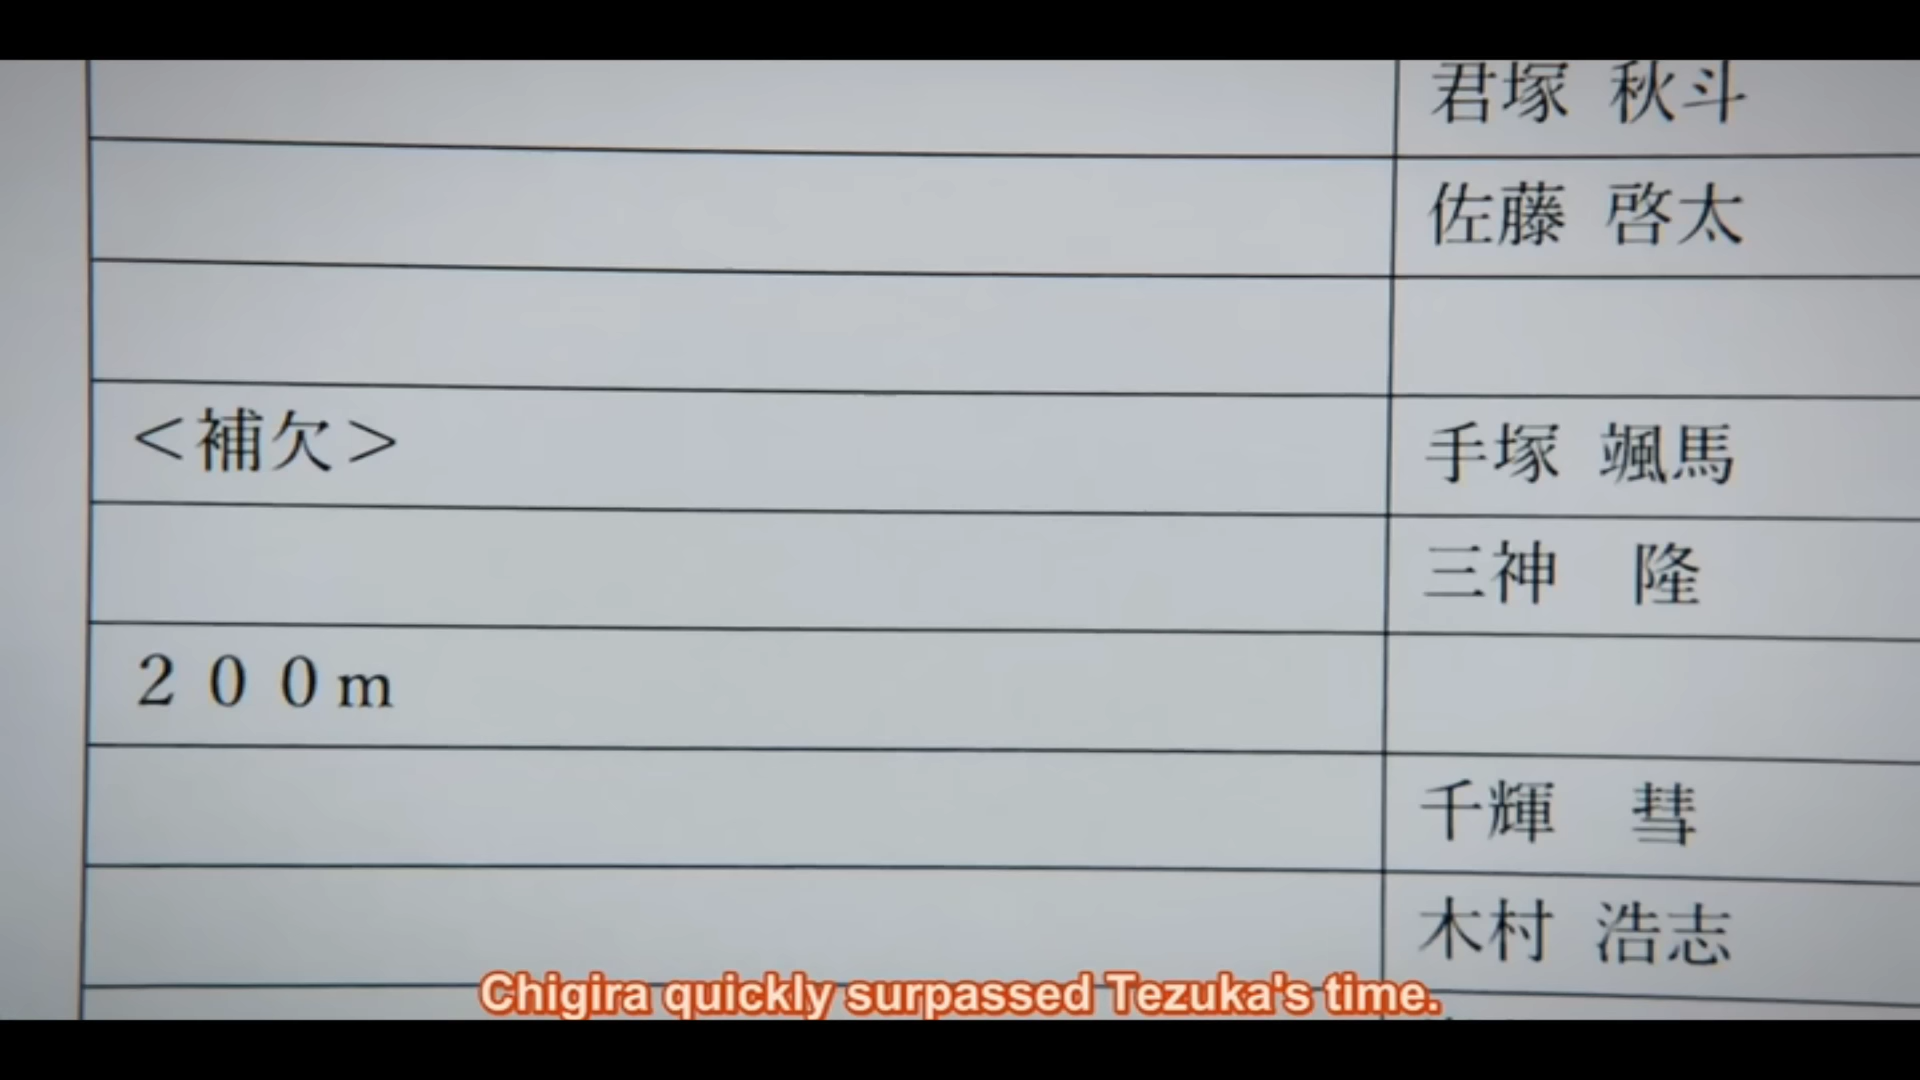 君塚 秋斗
佐藤 啓太
＜補欠＞ 手塚 颯馬
三神 隆
２００m
千輝 彗
木村 浩志
Chigira quickly surpassed Tezuka's time.